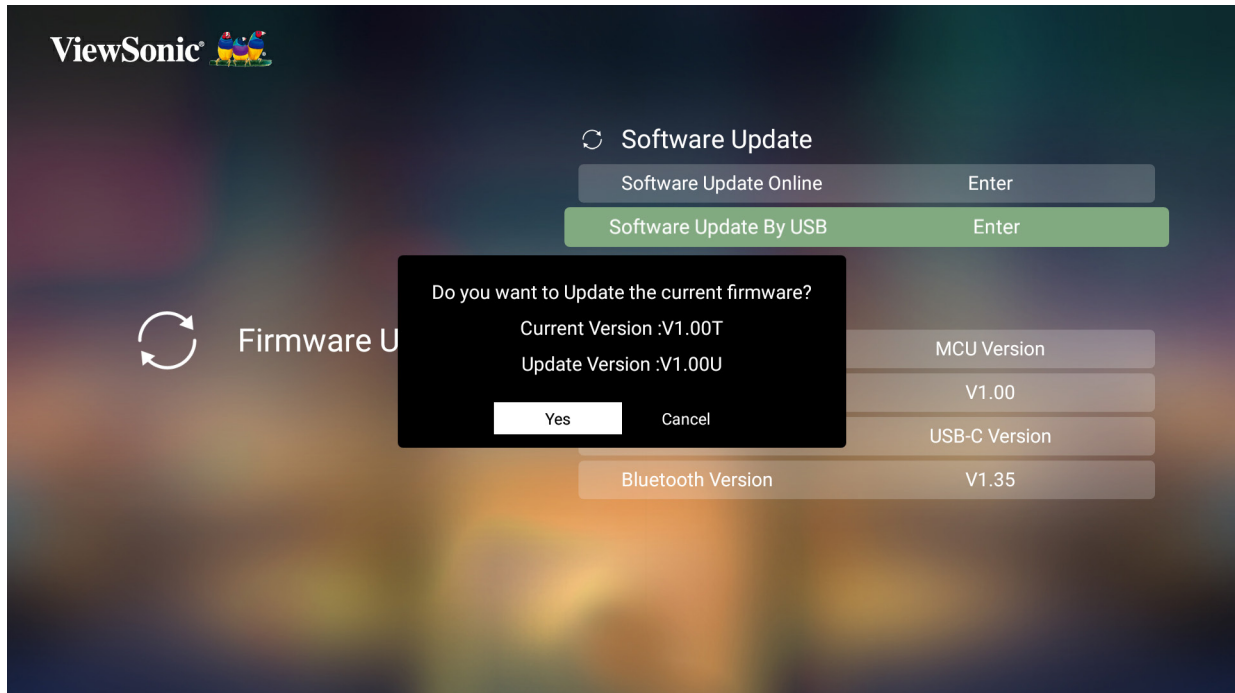 ViewSonic®
Software Update
Software Update Online Enter
Software Update By USB Enter
Do you want to Update the current firmware?
Current Version :V1.00T
Update Version :V1.00U
Yes Cancel
Firmware U
MCU Version
V1.00
USB-C Version
Bluetooth Version V1.35